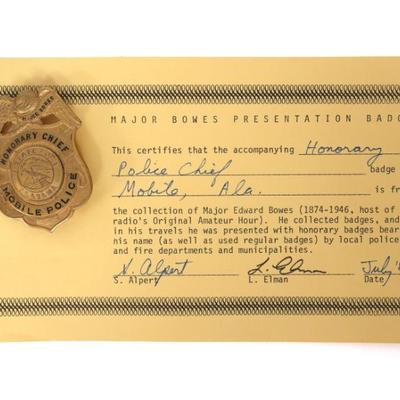 HONORARY CHIEF
MOBILE POLICE
MAJOR BOWES PRESENTATION BADG
This certifies that the accompanying Honorary
Police Chief badge
Mobile, Ala. is fr
the collection of Major Edward Bowes (1874-1946, host of
radio's Original Amateur Hour). He collected badges, and
in his travels he was presented with honorary badges bear
his name (as well as used regular badges) by local police
and fire departments and municipalities.
S. Alpert L. Elman July
S. Alpert L. Elman Date